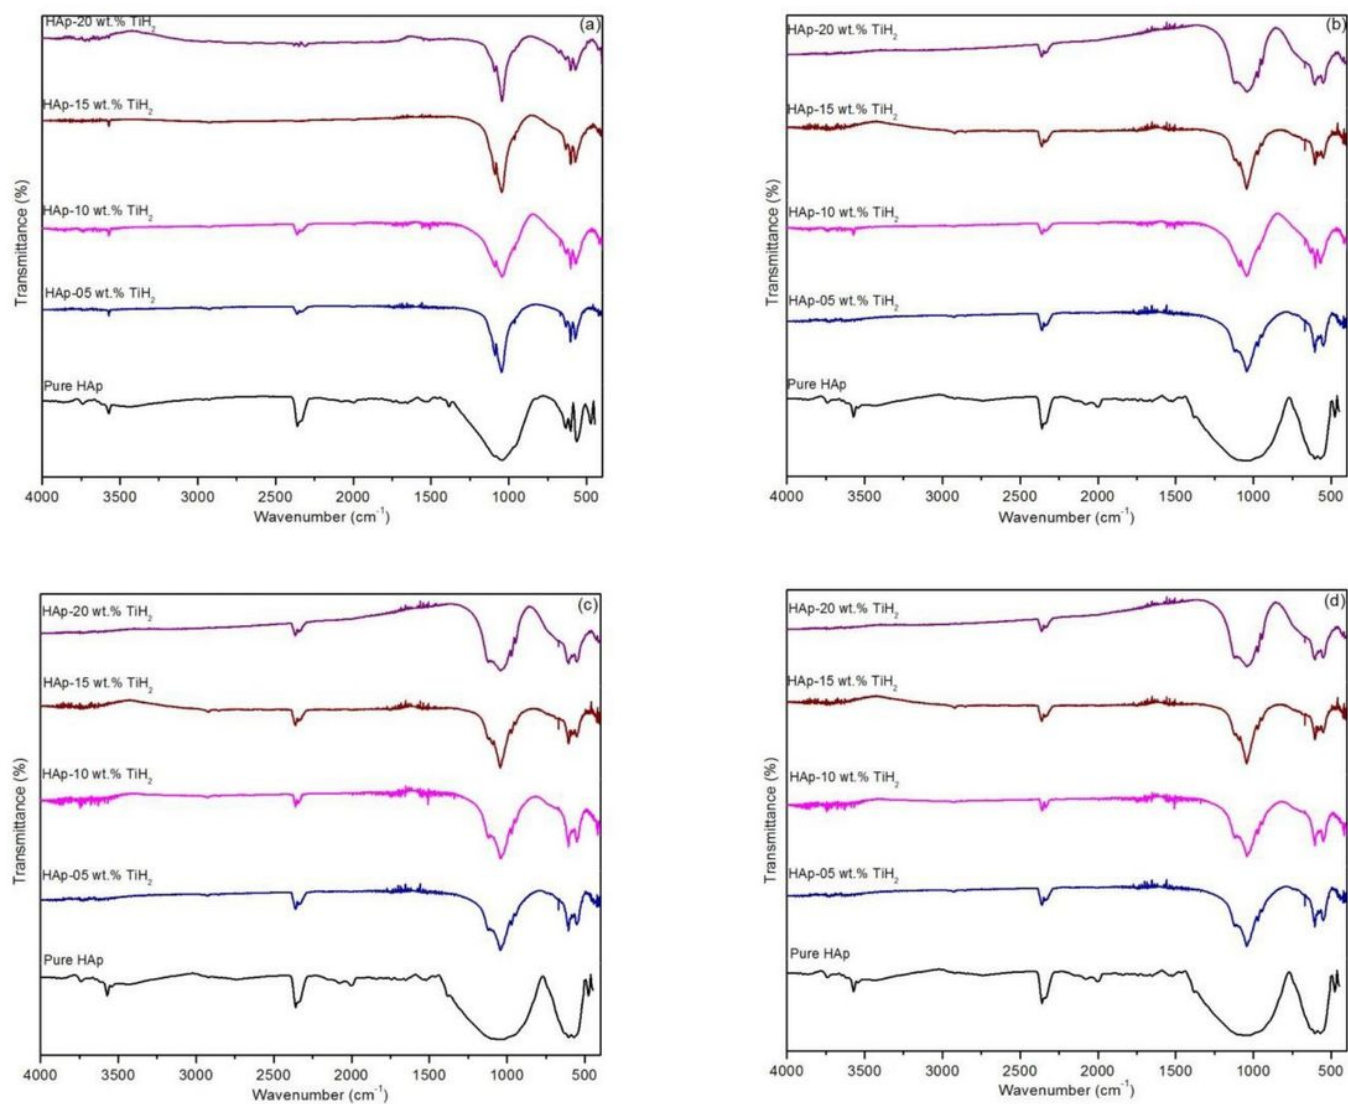 HAp-20 wt.% TiH₂
(a)
HAp-15 wt.% TiH₂
HAp-10 wt.% TiH₂
HAp-05 wt.% TiH₂
Pure HAp
Transmittance (%)
4000 3500 3000 2500 2000 1500 1000 500
Wavenumber (cm⁻¹)
(b)
HAp-20 wt.% TiH₂
HAp-15 wt.% TiH₂
HAp-10 wt.% TiH₂
HAp-05 wt.% TiH₂
Pure HAp
Transmittance (%)
4000 3500 3000 2500 2000 1500 1000 500
Wavenumber (cm⁻¹)
(c)
HAp-20 wt.% TiH₂
HAp-15 wt.% TiH₂
HAp-10 wt.% TiH₂
HAp-05 wt.% TiH₂
Pure HAp
Transmittance (%)
4000 3500 3000 2500 2000 1500 1000 500
Wavenumber (cm⁻¹)
(d)
HAp-20 wt.% TiH₂
HAp-15 wt.% TiH₂
HAp-10 wt.% TiH₂
HAp-05 wt.% TiH₂
Pure HAp
Transmittance (%)
4000 3500 3000 2500 2000 1500 1000 500
Wavenumber (cm⁻¹)